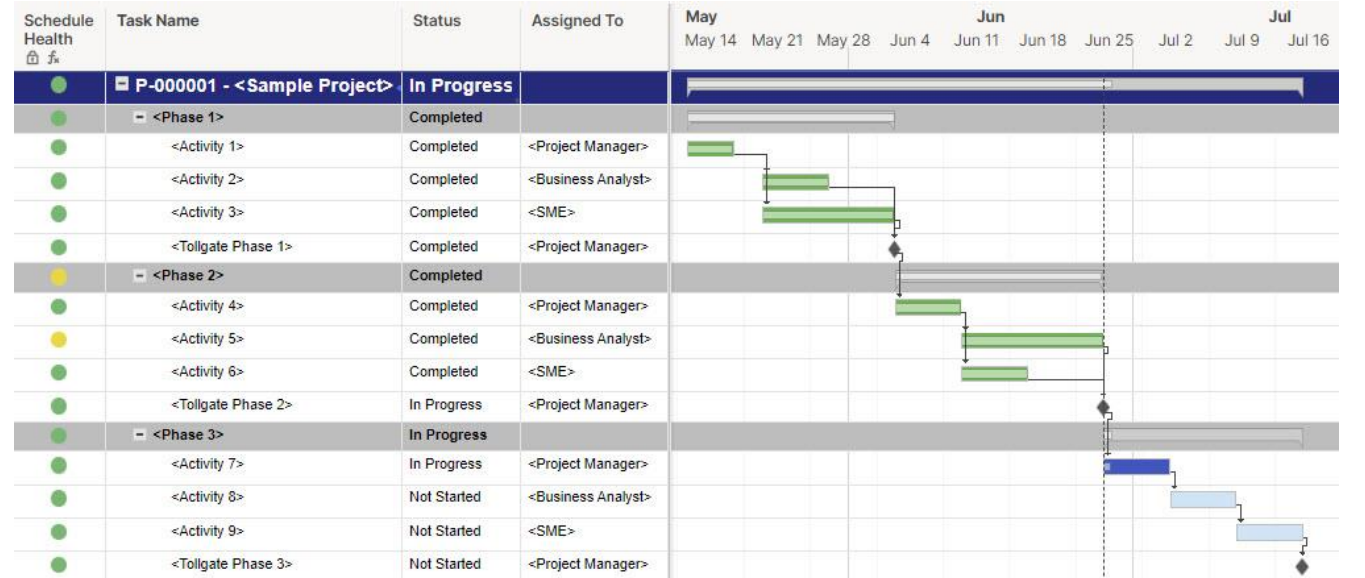 Schedule Health Task Name Status Assigned To May Jun Jul
May 14 May 21 May 28 Jun 4 Jun 11 Jun 18 Jun 25 Jul 2 Jul 9 Jul 16
P-000001 - <Sample Project> In Progress
<Phase 1> Completed
<Activity 1> Completed <Project Manager>
<Activity 2> Completed <Business Analyst>
<Activity 3> Completed <SME>
<Tollgate Phase 1> Completed <Project Manager>
<Phase 2> Completed
<Activity 4> Completed <Project Manager>
<Activity 5> Completed <Business Analyst>
<Activity 6> Completed <SME>
<Tollgate Phase 2> In Progress <Project Manager>
<Phase 3> In Progress
<Activity 7> In Progress <Project Manager>
<Activity 8> Not Started <Business Analyst>
<Activity 9> Not Started <SME>
<Tollgate Phase 3> Not Started <Project Manager>